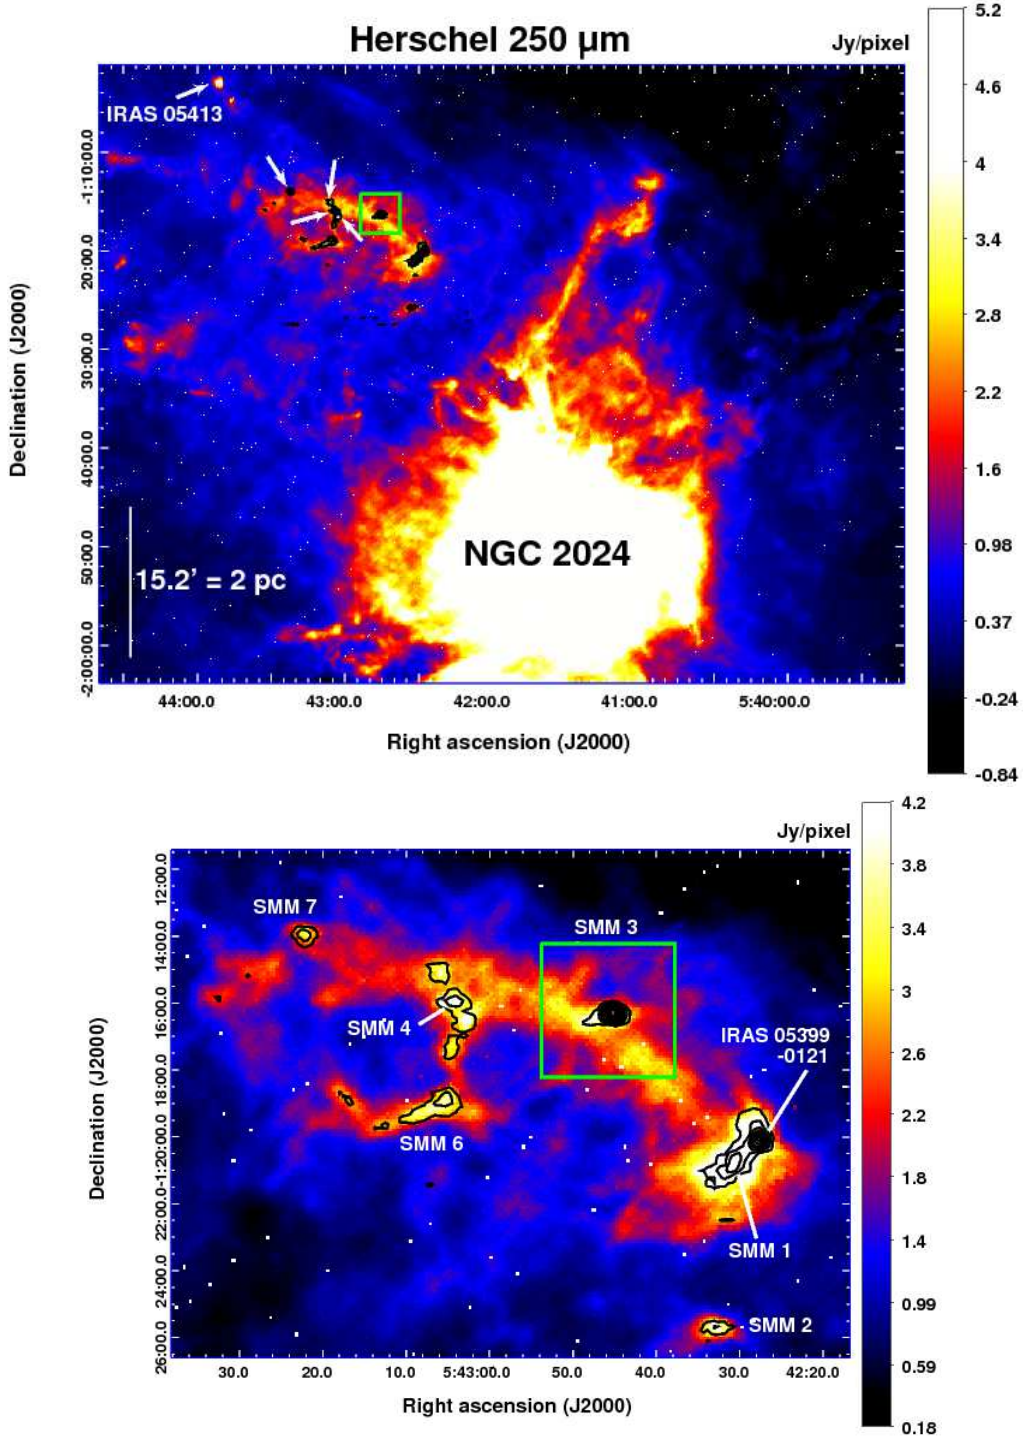 Herschel 250 µm
Jy/pixel
5.2
4.6
4
3.4
2.8
2.2
1.6
0.98
0.37
-0.24
-0.84
IRAS 05413
NGC 2024
15.2' = 2 pc
Declination (J2000)
-1:10:00.0
20:00.0
30:00.0
40:00.0
50:00.0
-2:00:00.0
44:00.0 43:00.0 42:00.0 41:00.0 5:40:00.0
Right ascension (J2000)
Jy/pixel
4.2
3.8
3.4
3
2.6
2.2
1.8
1.4
0.99
0.59
0.18
SMM 7
SMM 3
SMM 4
IRAS 05399
-0121
SMM 6
SMM 1
SMM 2
Declination (J2000)
12:00.0
14:00.0
16:00.0
18:00.0
-1:20:00.0
22:00.0
24:00.0
26:00.0
30.0 20.0 10.0 5:43:00.0 50.0 40.0 30.0 42:20.0
Right ascension (J2000)